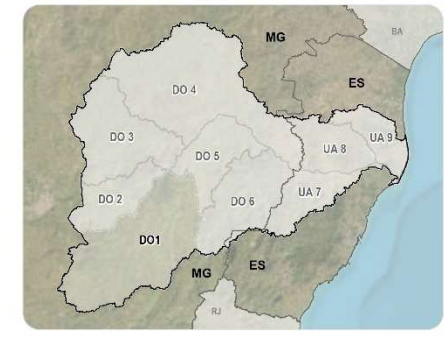 MG
BA
ES
DO 4
DO 3
DO 5
UA 8
UA 9
DO 2
DO 6
UA 7
DO1
MG
ES
RJ